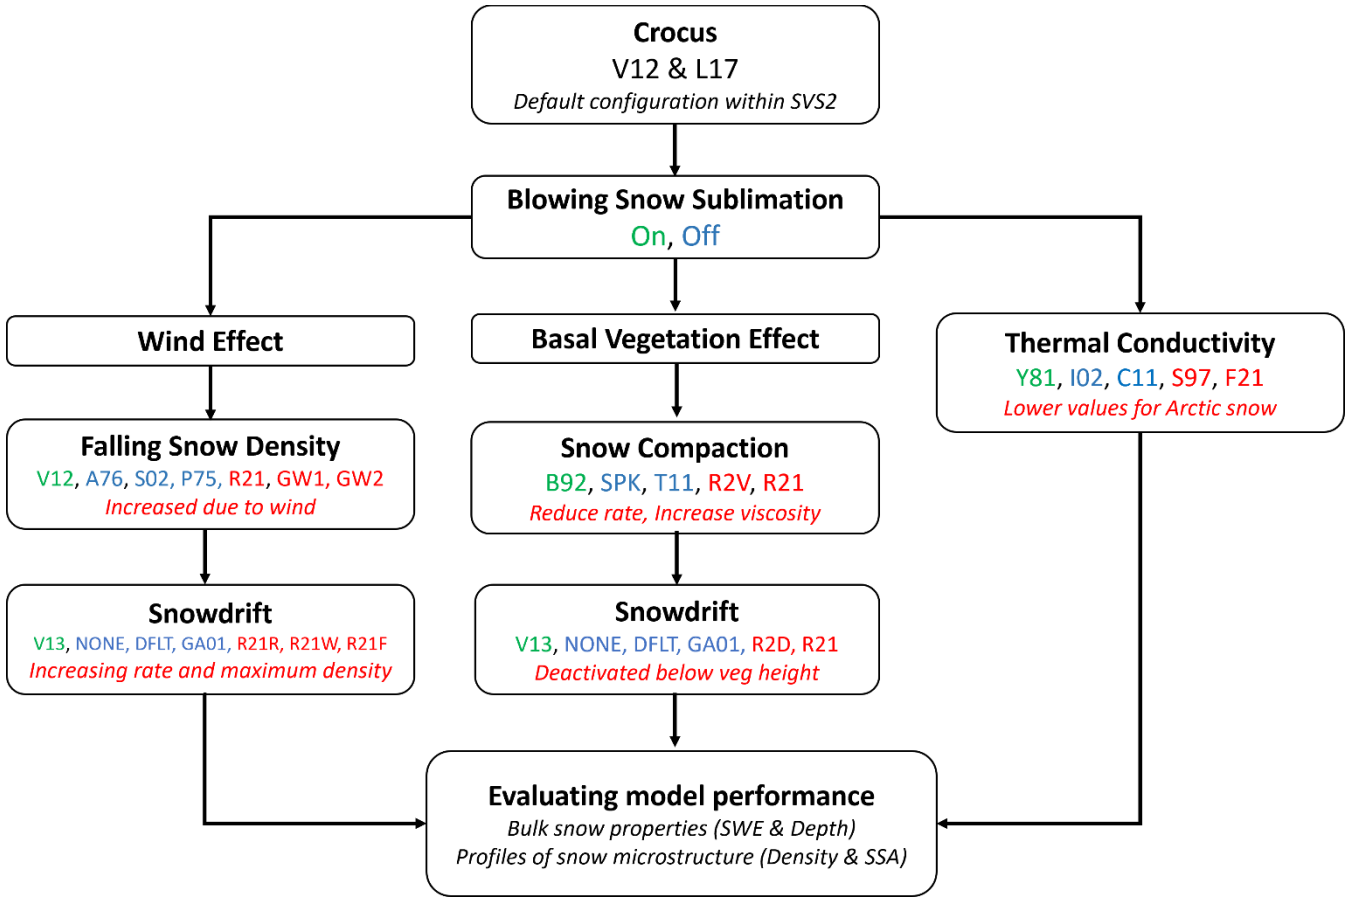 Crocus
V12 & L17
Default configuration within SVS2
Blowing Snow Sublimation
On, Off
Wind Effect
Basal Vegetation Effect
Thermal Conductivity
Y81, I02, C11, S97, F21
Lower values for Arctic snow
Falling Snow Density
V12, A76, S02, P75, R21, GW1, GW2
Increased due to wind
Snow Compaction
B92, SPK, T11, R2V, R21
Reduce rate, Increase viscosity
Snowdrift
V13, NONE, DFLT, GA01, R21R, R21W, R21F
Increasing rate and maximum density
Snowdrift
V13, NONE, DFLT, GA01, R2D, R21
Deactivated below veg height
Evaluating model performance
Bulk snow properties (SWE & Depth)
Profiles of snow microstructure (Density & SSA)